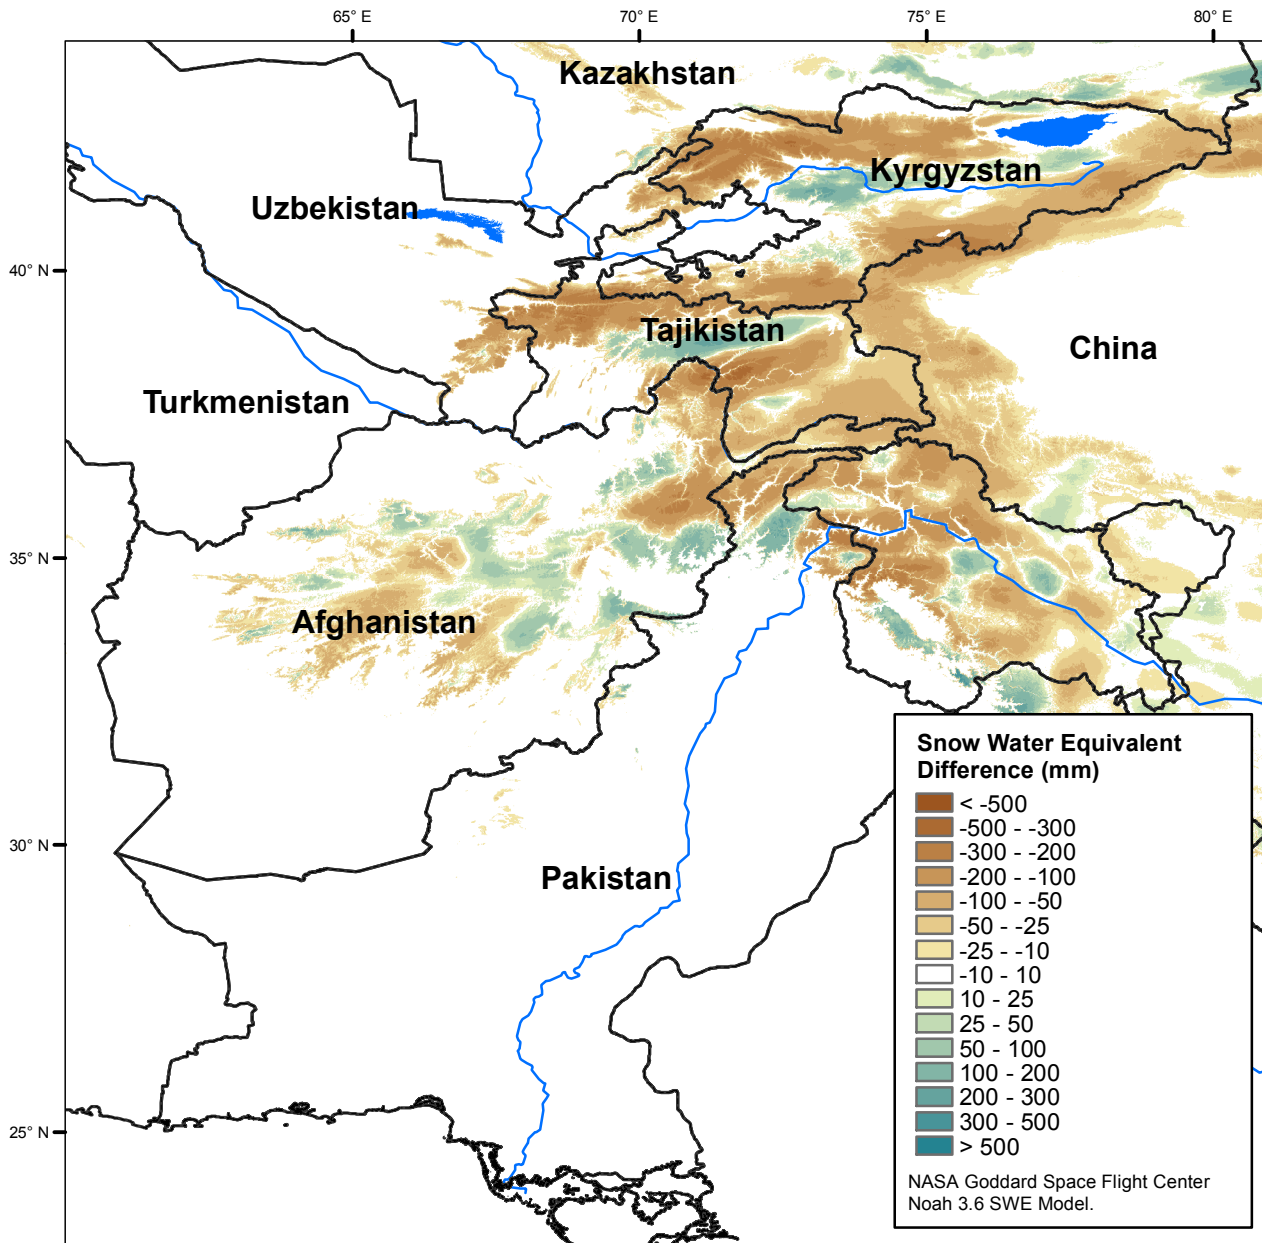 65° E
70° E
75° E
80° E
Kazakhstan
Kyrgyzstan
Uzbekistan
40° N
Tajikistan
China
Turkmenistan
35° N
Afghanistan
30° N
Pakistan
25° N
Snow Water Equivalent
Difference (mm)
< -500
-500 - -300
-300 - -200
-200 - -100
-100 - -50
-50 - -25
-25 - -10
-10 - 10
10 - 25
25 - 50
50 - 100
100 - 200
200 - 300
300 - 500
> 500
NASA Goddard Space Flight Center
Noah 3.6 SWE Model.